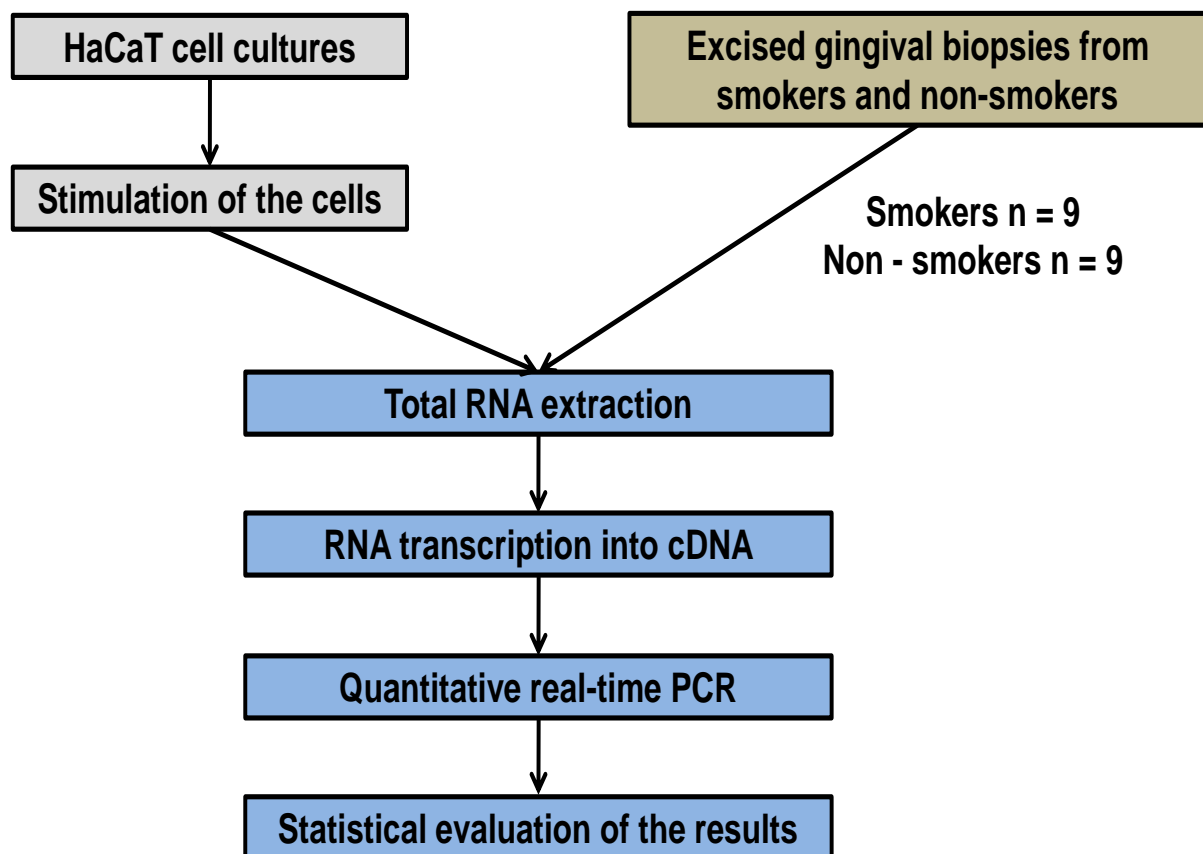 HaCaT cell cultures
Excised gingival biopsies from
smokers and non-smokers
Stimulation of the cells
Smokers n = 9
Non - smokers n = 9
Total RNA extraction
RNA transcription into cDNA
Quantitative real-time PCR
Statistical evaluation of the results